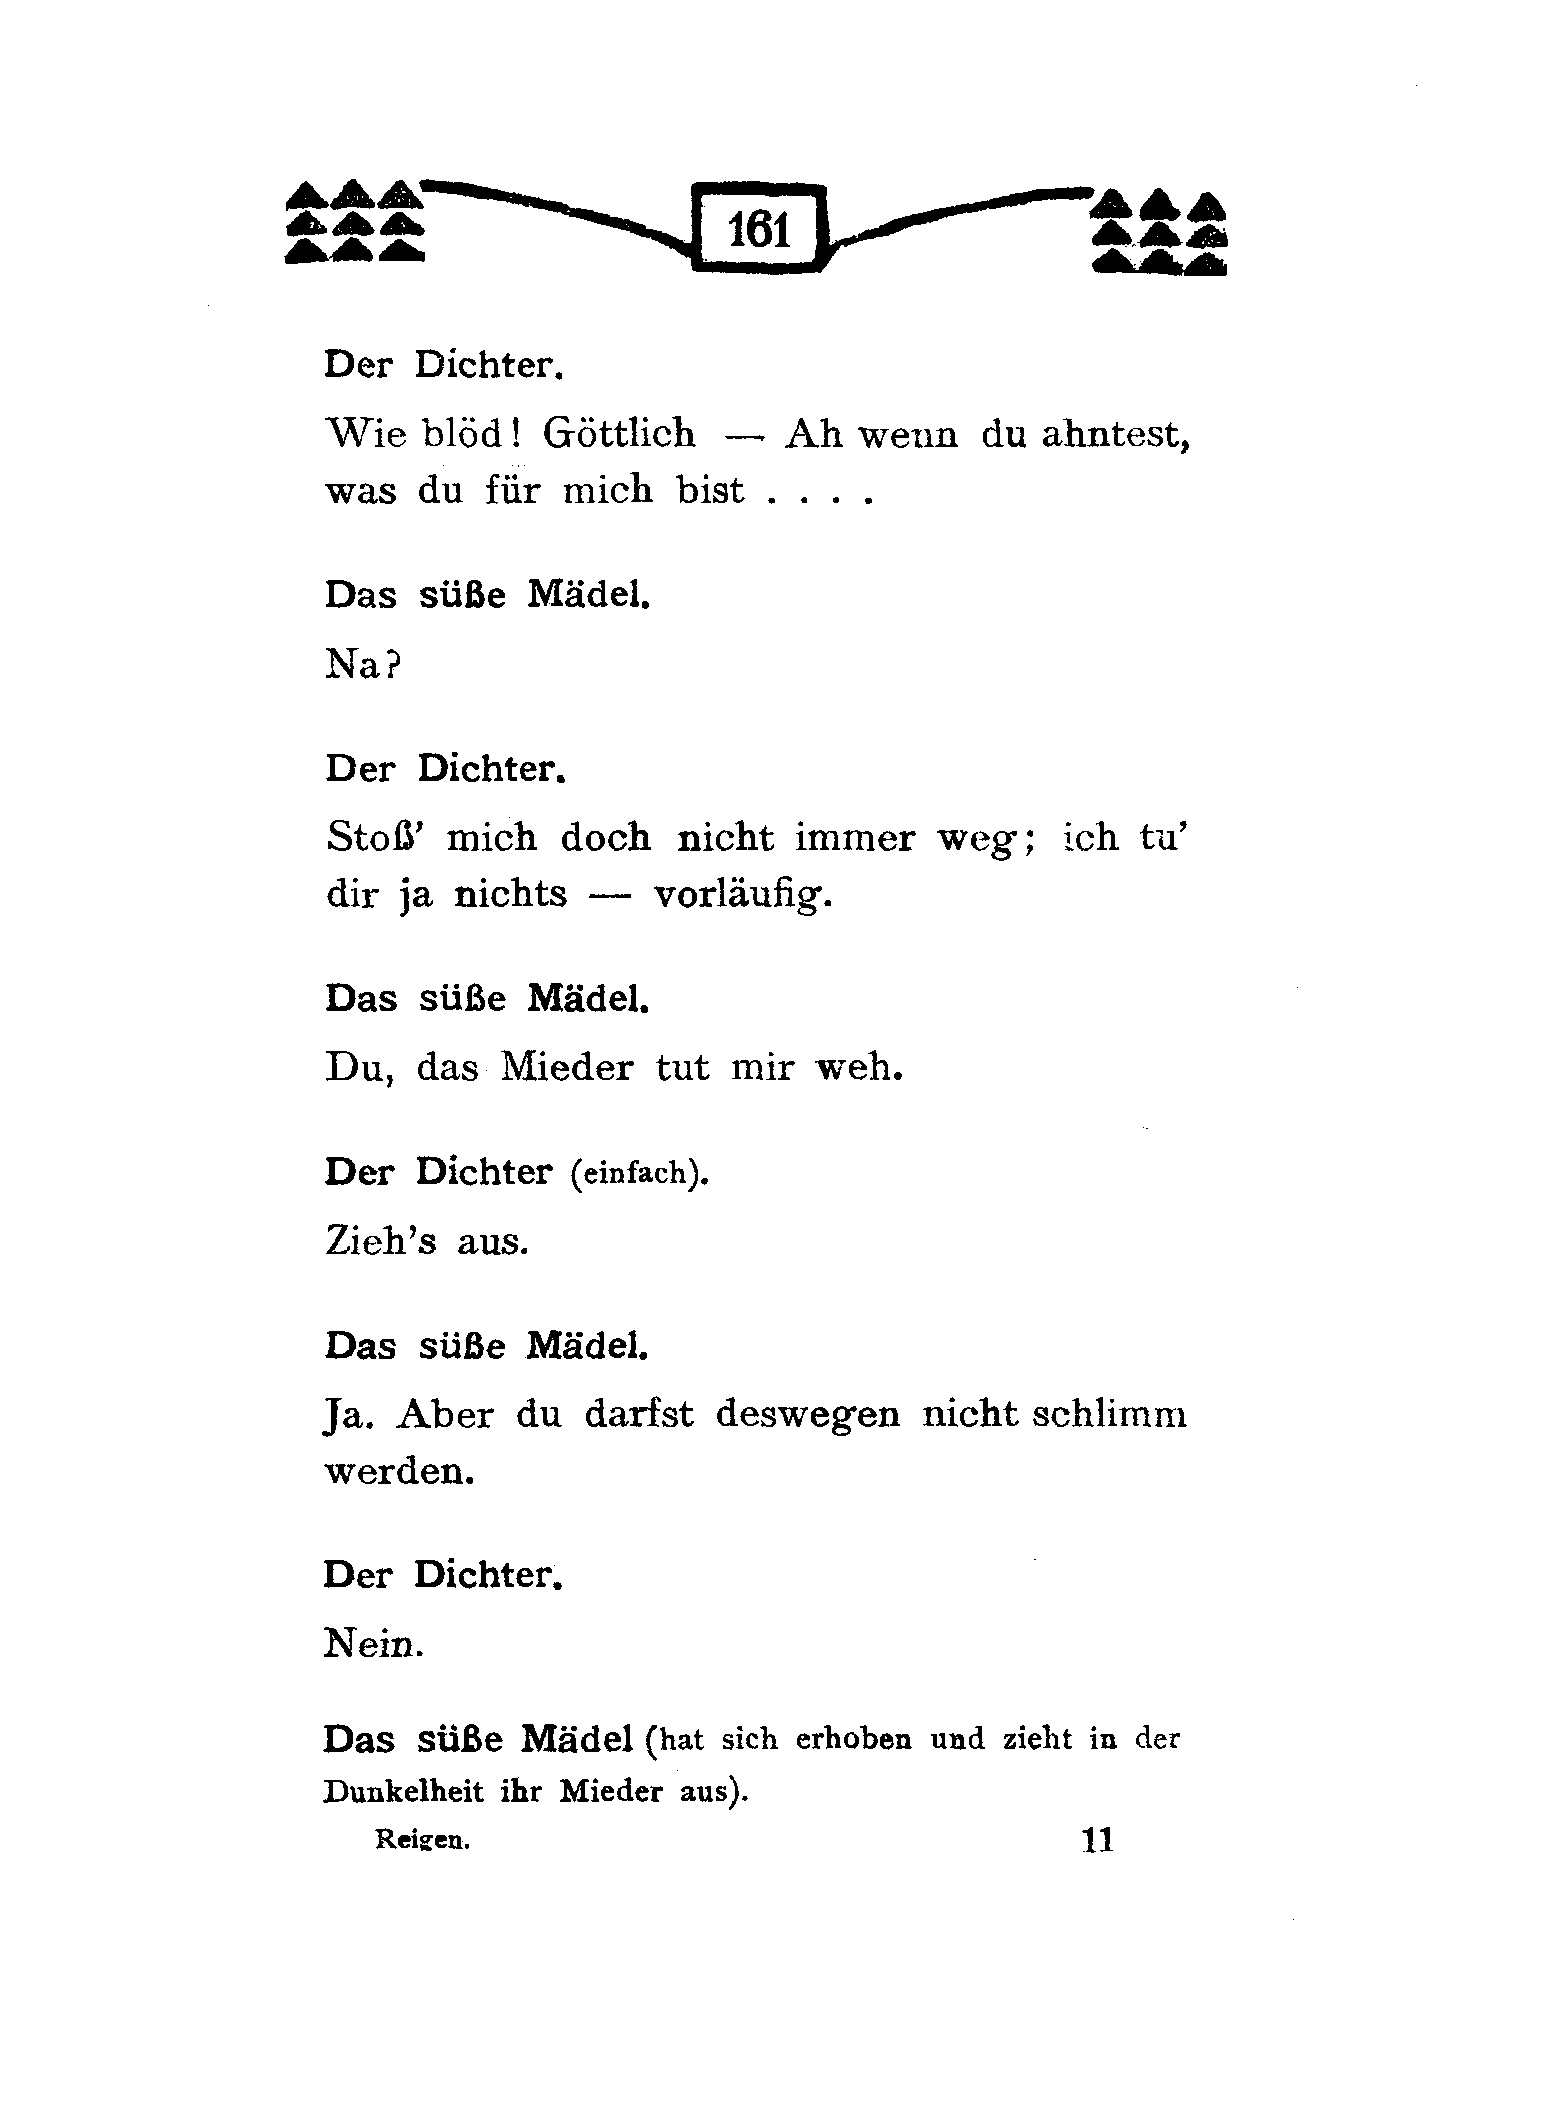 161
Der Dichter.
Wie blöd! Göttlich — Ah wenn du ahntest,
was du für mich bist . . . .
Das süße Mädel.
Na?
Der Dichter.
Stoß’ mich doch nicht immer weg; ich tu’
dir ja nichts — vorläufig.
Das süße Mädel.
Du, das Mieder tut mir weh.
Der Dichter (einfach).
Zieh’s aus.
Das süße Mädel.
Ja. Aber du darfst deswegen nicht schlimm
werden.
Der Dichter.
Nein.
Das süße Mädel (hat sich erhoben und zieht in der
Dunkelheit ihr Mieder aus).
Reigen. 11